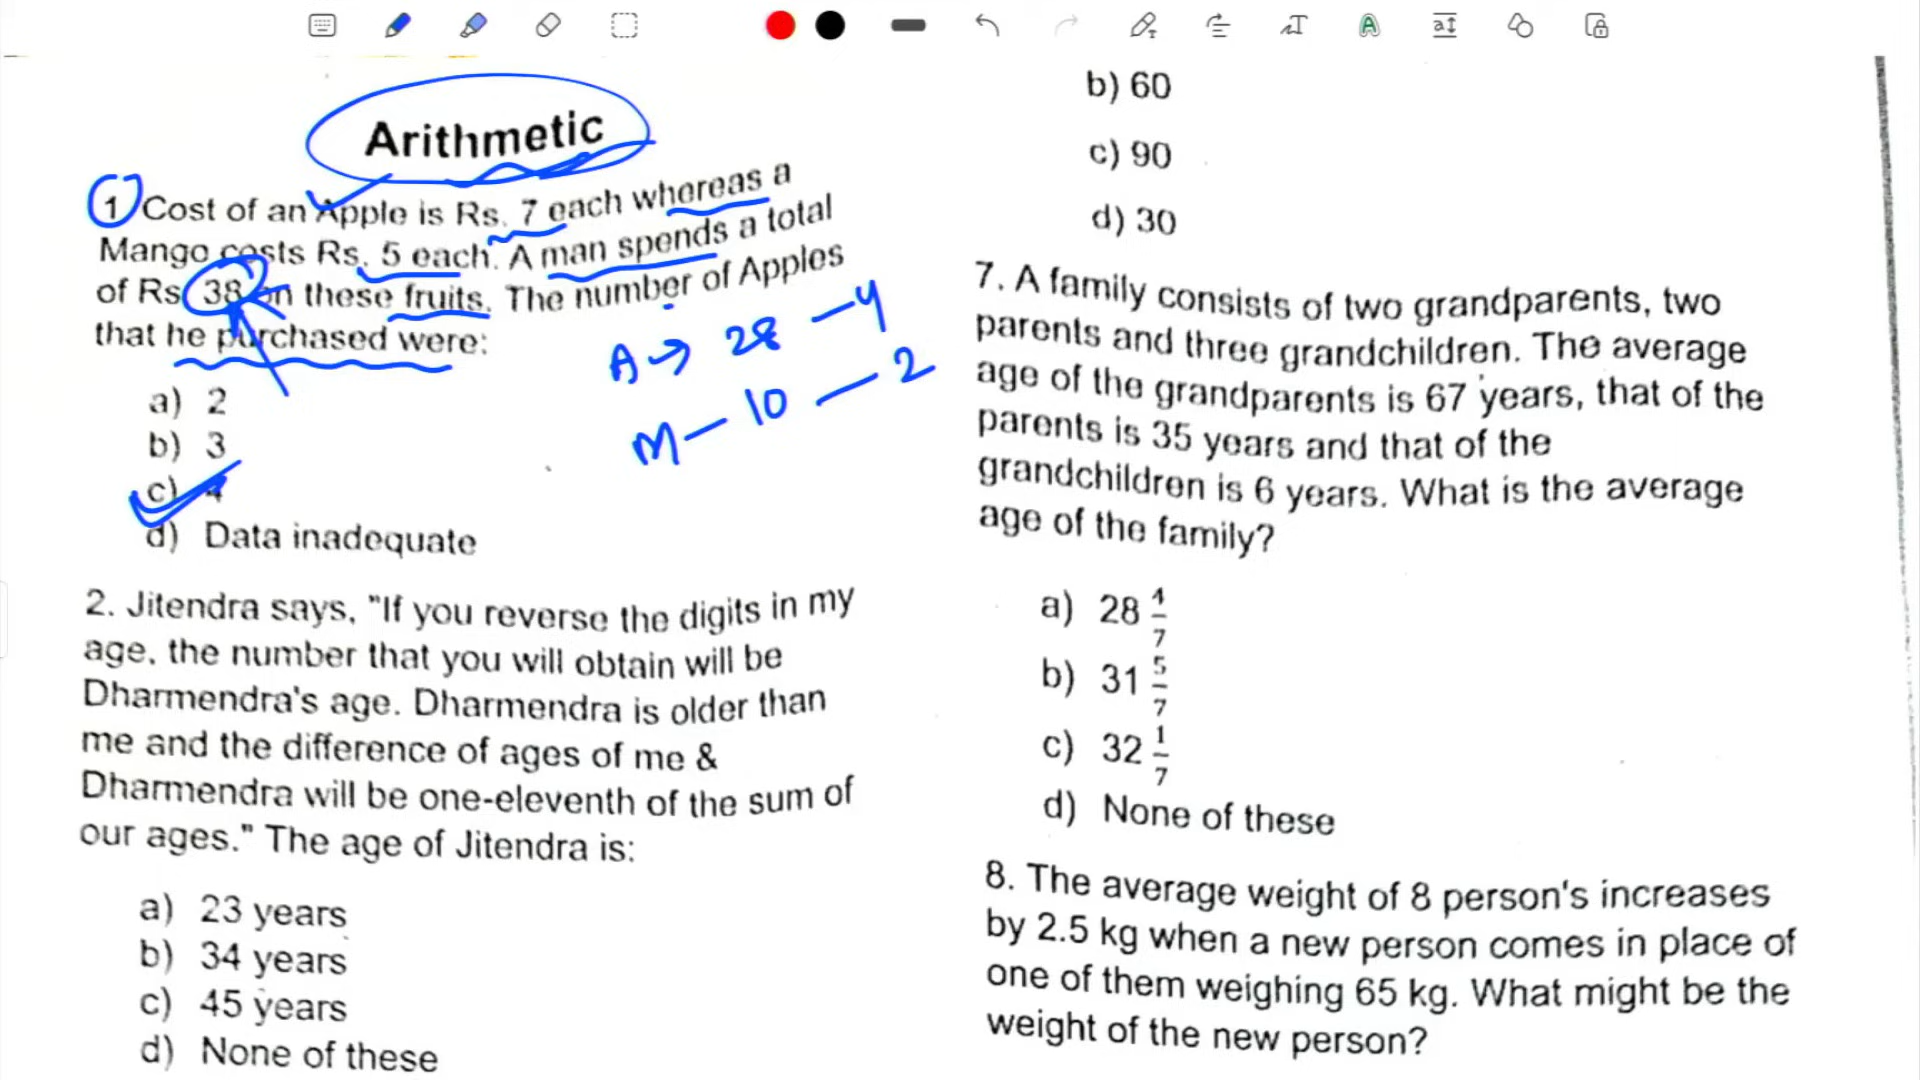 Arithmetic
1 Cost of an Apple is Rs. 7 each whereas a
Mango costs Rs. 5 each. A man spends a total
of Rs 38 on these fruits. The number of Apples
that he purchased were:
A → 28 – 4
M – 10 – 2
a) 2
b) 3
c) 4
d) Data inadequate
2. Jitendra says, "If you reverse the digits in my
age, the number that you will obtain will be
Dharmendra's age. Dharmendra is older than
me and the difference of ages of me &
Dharmendra will be one-eleventh of the sum of
our ages." The age of Jitendra is:
a) 23 years
b) 34 years
c) 45 years
d) None of these
b) 60
c) 90
d) 30
7. A family consists of two grandparents, two
parents and three grandchildren. The average
age of the grandparents is 67 years, that of the
parents is 35 years and that of the
grandchildren is 6 years. What is the average
age of the family?
a) 28 4/7
b) 31 5/7
c) 32 1/7
d) None of these
8. The average weight of 8 person's increases
by 2.5 kg when a new person comes in place of
one of them weighing 65 kg. What might be the
weight of the new person?